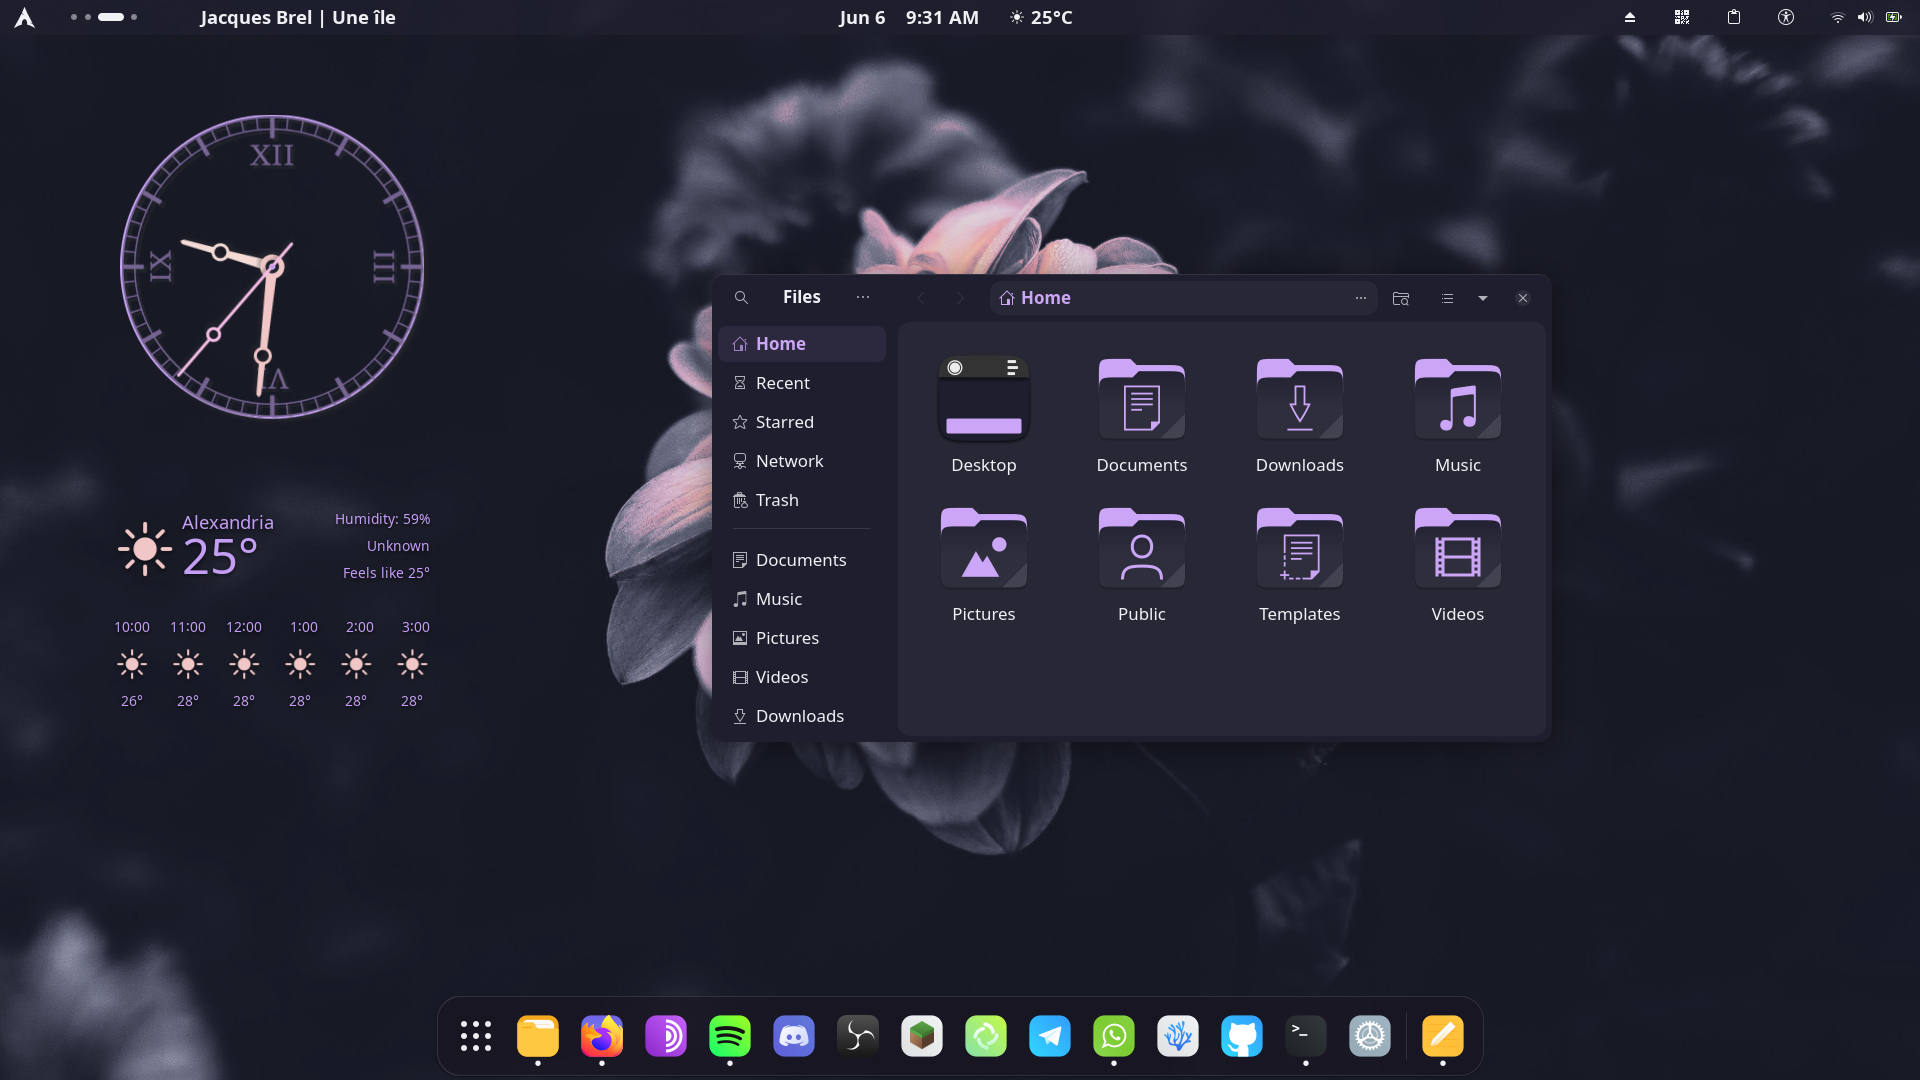 Jacques Brel | Une île
Jun 6 9:31 AM 25°C
XII
III
VI
IX
Alexandria
25°
Humidity: 59%
Unknown
Feels like 25°
10:00 11:00 12:00 1:00 2:00 3:00
26° 28° 28° 28° 28° 28°
Files
Home
Home
Recent
Starred
Network
Trash
Documents
Music
Pictures
Videos
Downloads
Desktop Documents Downloads Music
Pictures Public Templates Videos
>_